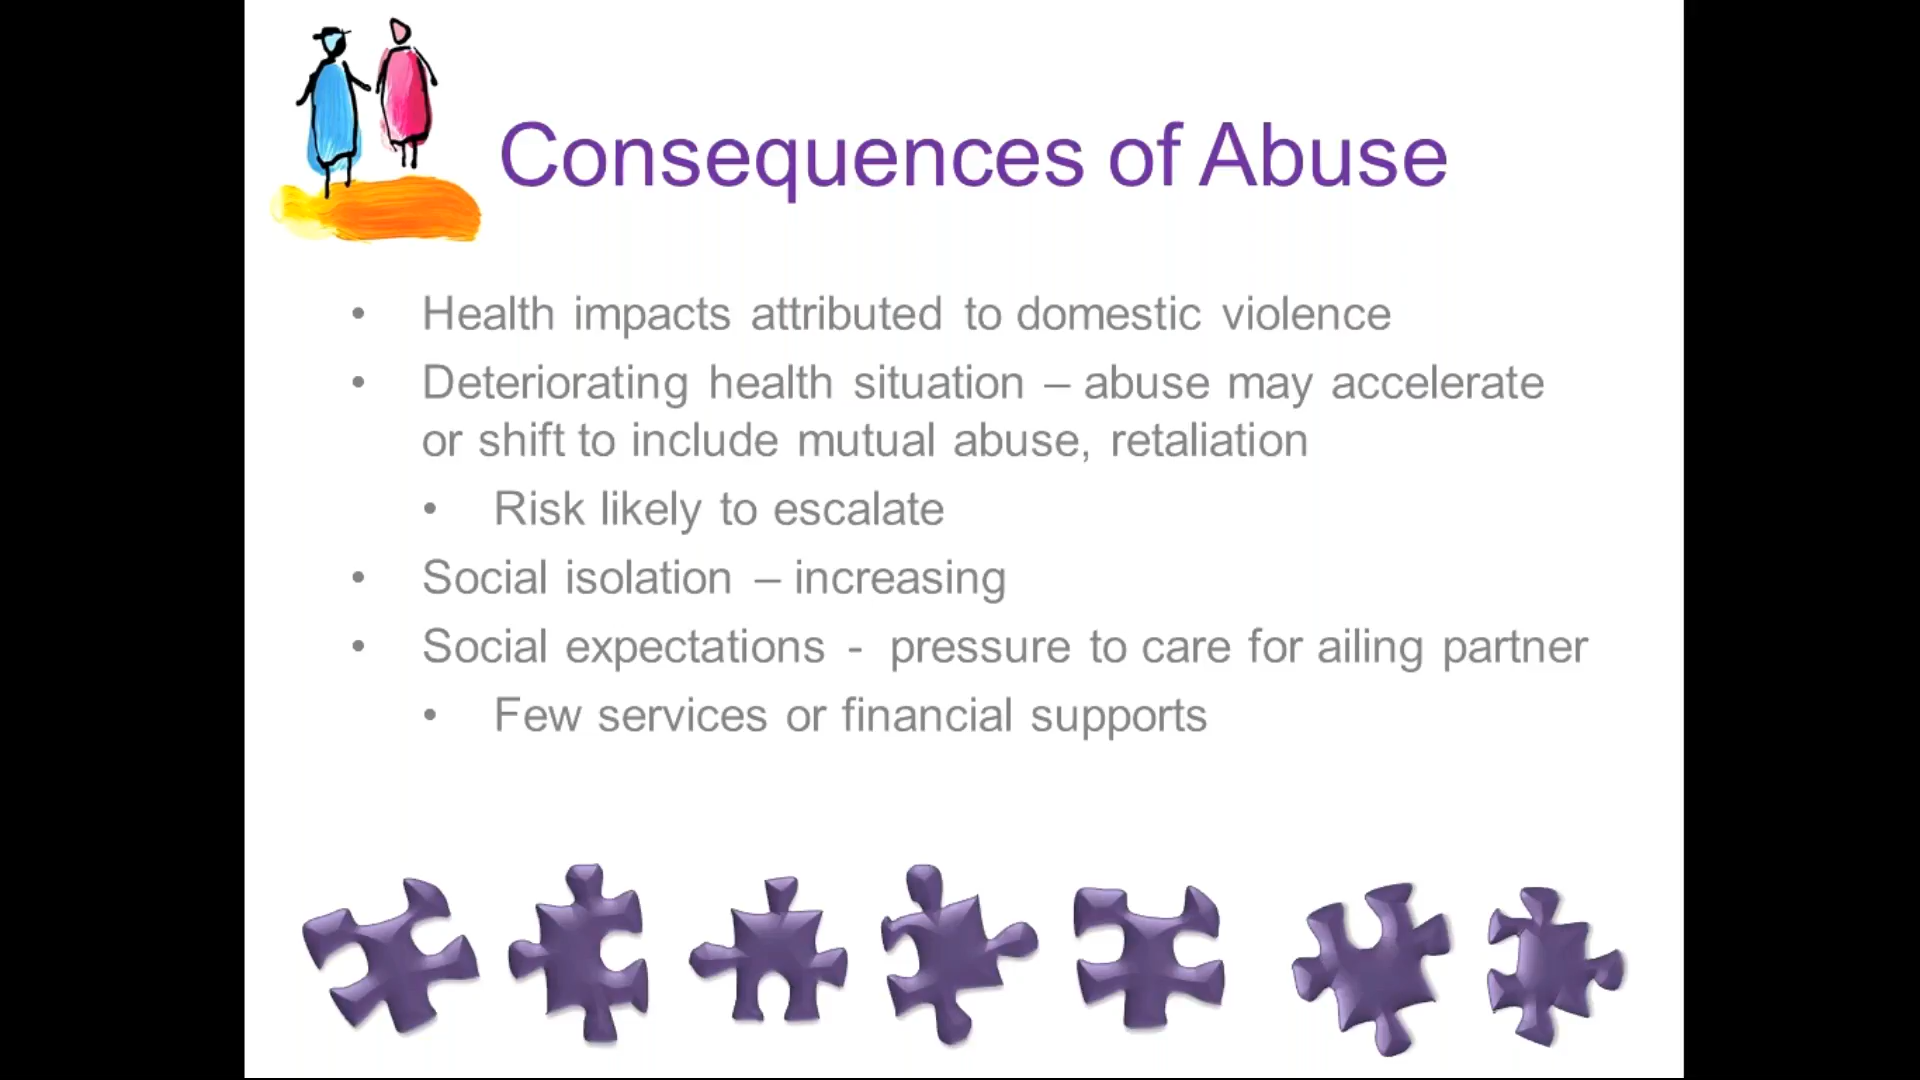 Consequences of Abuse
• Health impacts attributed to domestic violence
• Deteriorating health situation – abuse may accelerate
or shift to include mutual abuse, retaliation
• Risk likely to escalate
• Social isolation – increasing
• Social expectations - pressure to care for ailing partner
• Few services or financial supports